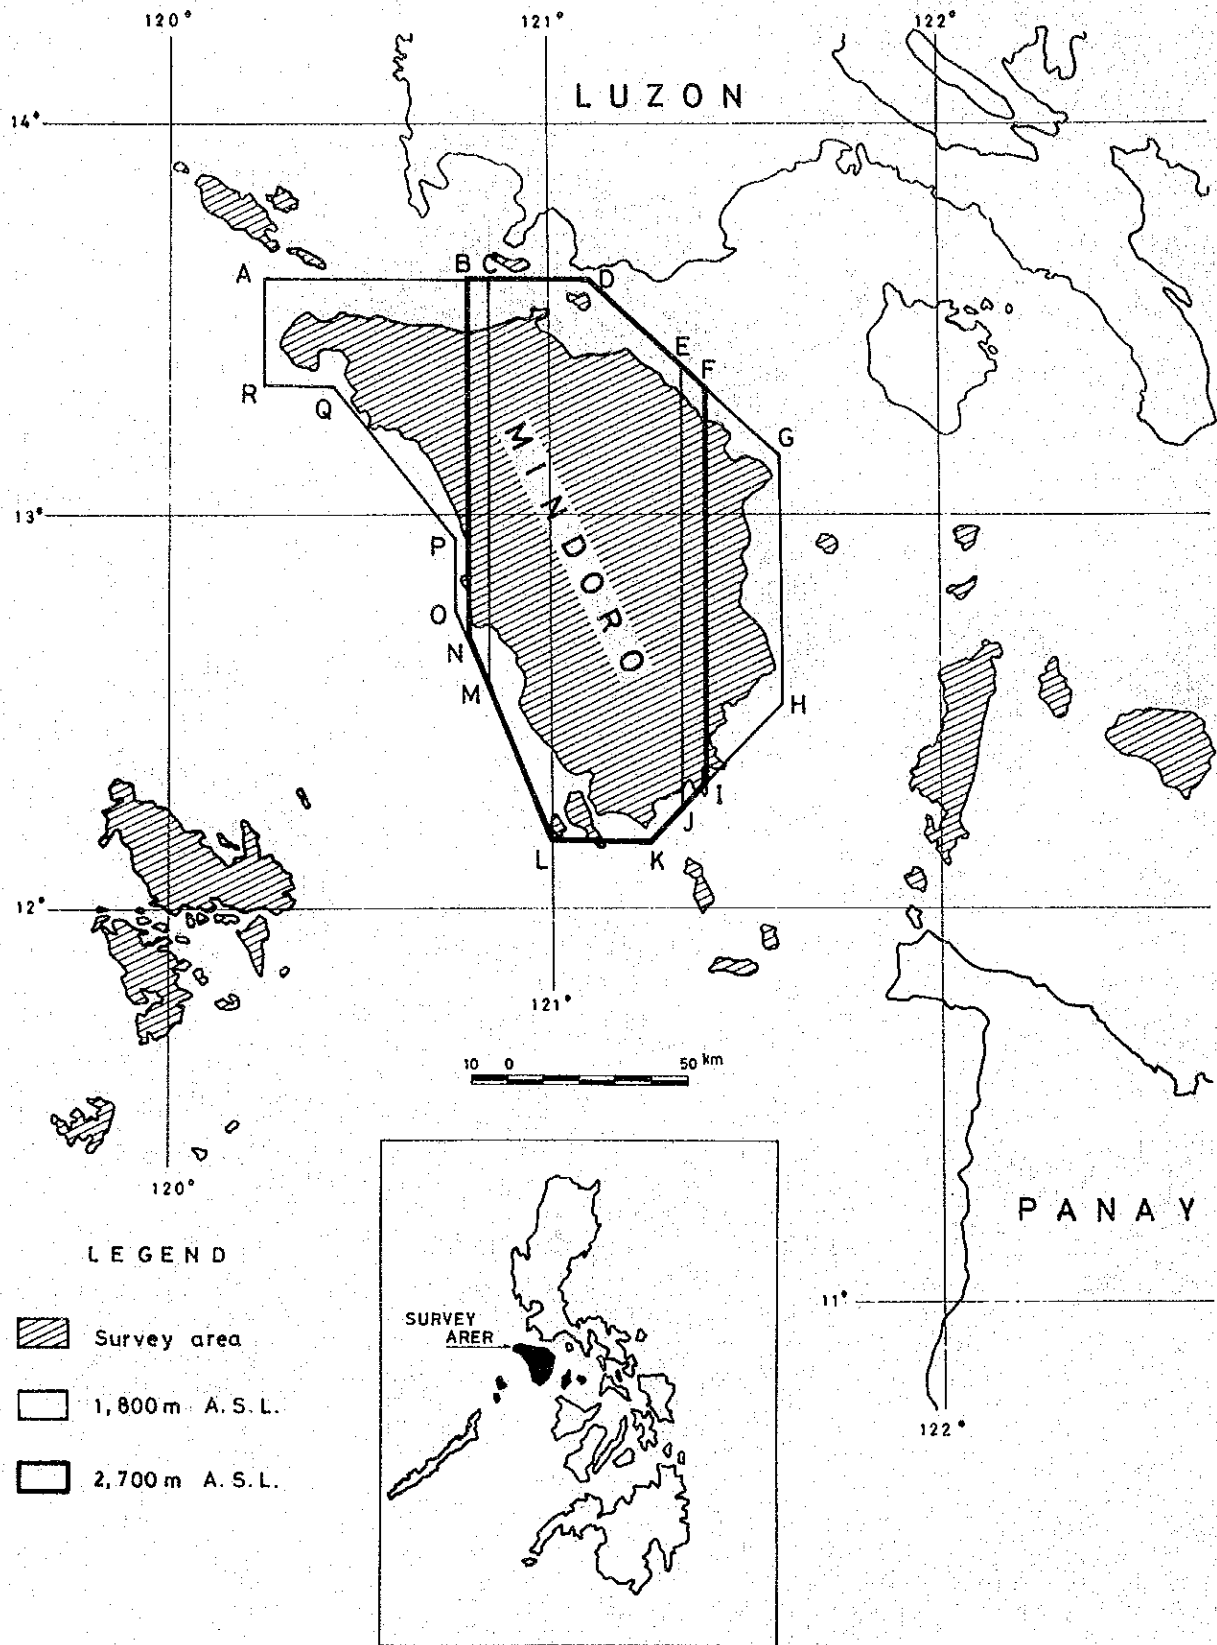 120°
121°
122°
LUZON
14°
A
B
C
D
E
F
R
Q
G
MINDORO
13°
P
O
N
M
H
I
J
L
K
12°
121°
10 0 50 km
120°
PANAY
LEGEND
11°
SURVEY
ARER
Survey area
1,800m A.S.L.
122°
2,700m A.S.L.